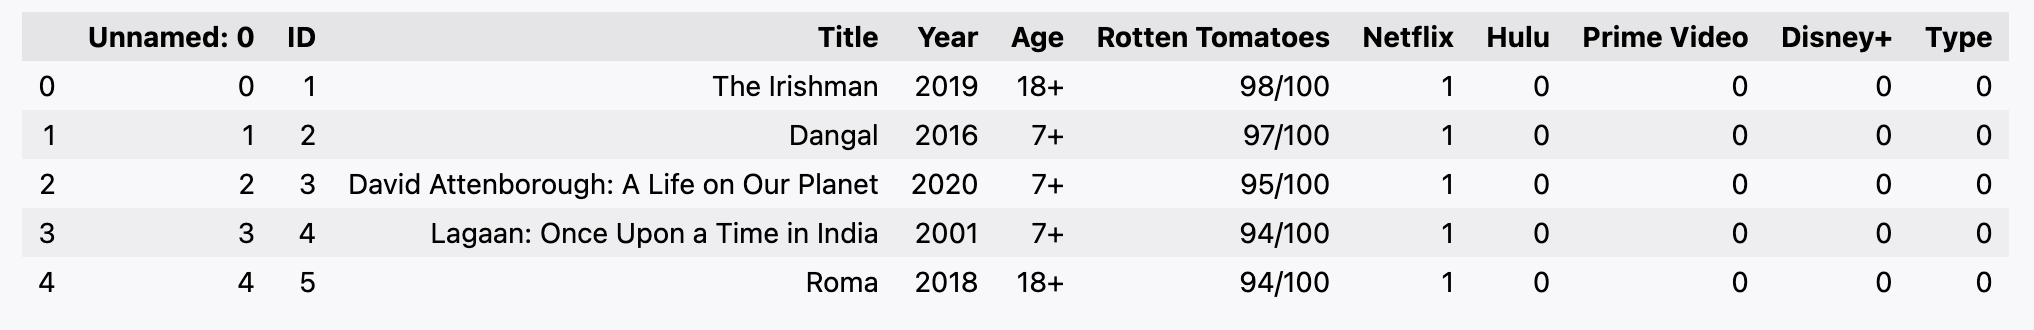 Unnamed: 0 ID Title Year Age Rotten Tomatoes Netflix Hulu Prime Video Disney+ Type
0 0 1 The Irishman 2019 18+ 98/100 1 0 0 0 0
1 1 2 Dangal 2016 7+ 97/100 1 0 0 0 0
2 2 3 David Attenborough: A Life on Our Planet 2020 7+ 95/100 1 0 0 0 0
3 3 4 Lagaan: Once Upon a Time in India 2001 7+ 94/100 1 0 0 0 0
4 4 5 Roma 2018 18+ 94/100 1 0 0 0 0